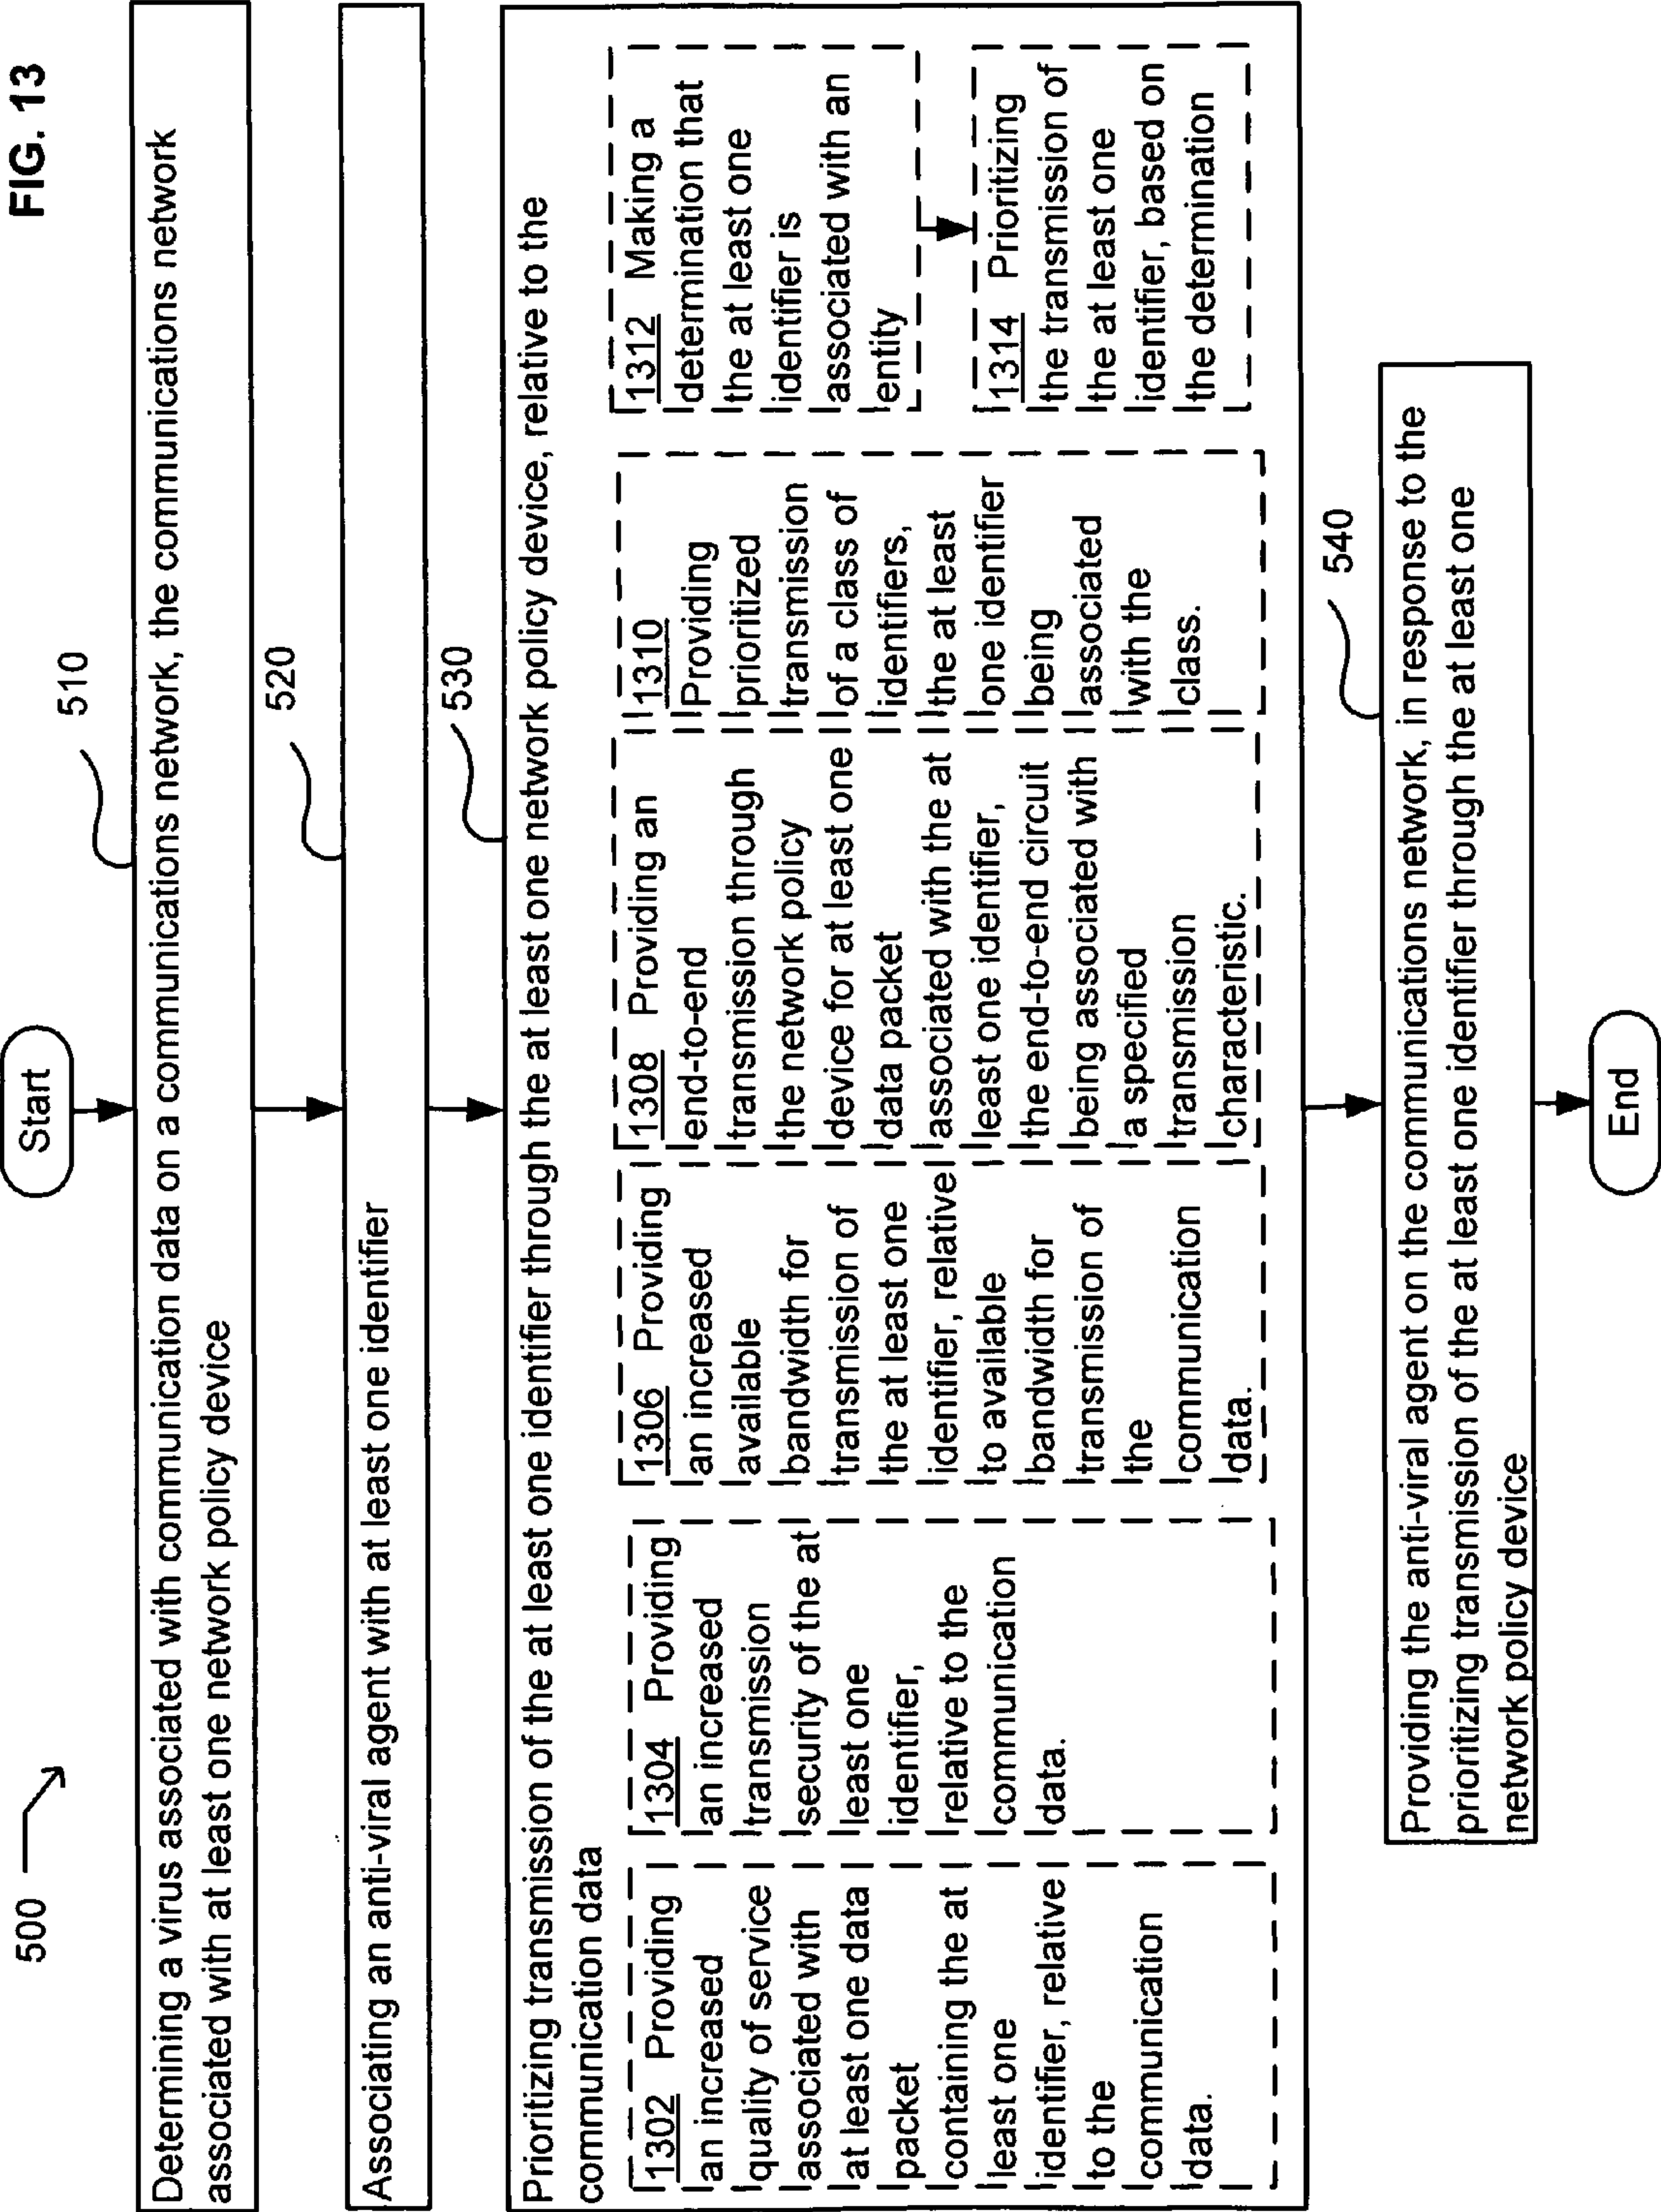 FIG. 13
500
Start
510
Determining a virus associated with communication data on a communications network, the communications network
associated with at least one network policy device
520
Associating an anti-viral agent with at least one identifier
530
Prioritizing transmission of the at least one identifier through the at least one network policy device, relative to the
communication data
1302 Providing
an increased
quality of service
associated with
at least one data
packet
containing the at
least one
identifier, relative
to the
communication
data.
1304 Providing
an increased
transmission
security of the at
least one
identifier,
relative to the
communication
data.
1306 Providing
an increased
available
bandwidth for
transmission of
the at least one
identifier, relative
to available
bandwidth for
transmission of
the
communication
data.
1308 Providing an
end-to-end
transmission through
the network policy
device for at least one
data packet
associated with the at
least one identifier,
the end-to-end circuit
being associated with
a specified
transmission
characteristic.
1310
Providing
prioritized
transmission
of a class of
identifiers,
the at least
one identifier
being
associated
with the
class.
1312 Making a
determination that
the at least one
identifier is
associated with an
entity
1314 Prioritizing
the transmission of
the at least one
identifier, based on
the determination
540
Providing the anti-viral agent on the communications network, in response to the
prioritizing transmission of the at least one identifier through the at least one
network policy device
End